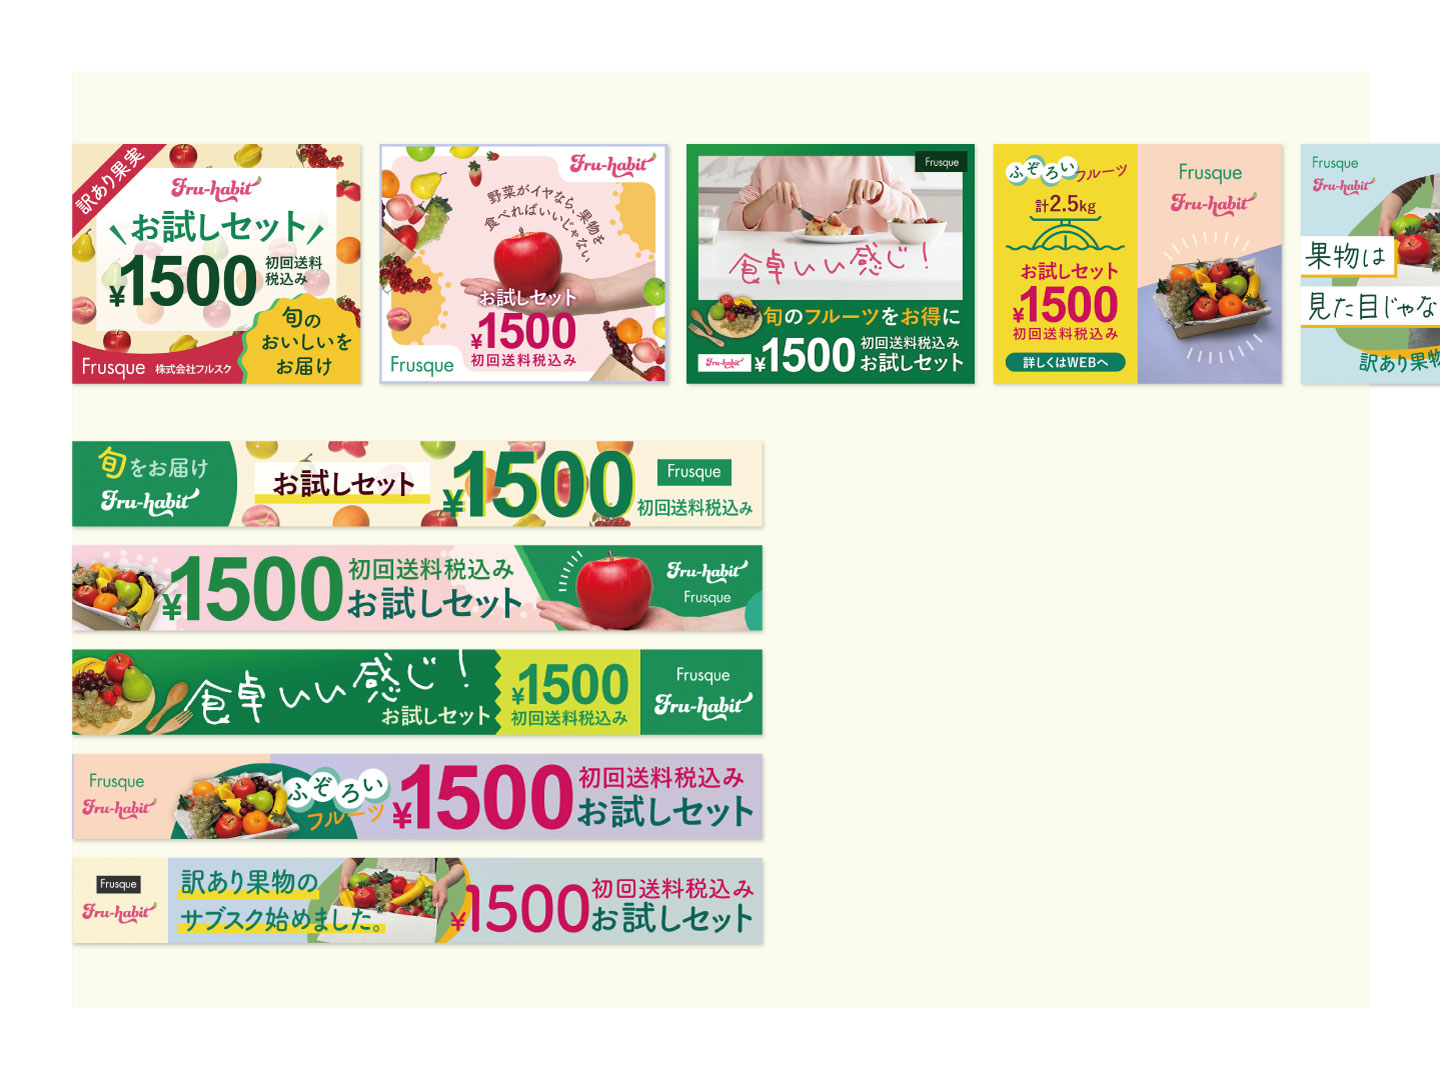 訳あり果実
Fru-habit
お試しセット
¥1500 初回送料税込み
旬の
おいしいを
お届け
Frusque 株式会社フルスク
Fru-habit
野菜がイヤなら、果物を
食べればいいじゃない。
お試しセット
¥1500
初回送料税込み
Frusque
Frusque
食卓いい感じ!
旬のフルーツをお得に
Fru-habit ¥1500 初回送料税込み
お試しセット
ふぞろいフルーツ
計2.5kg
お試しセット
¥1500
初回送料税込み
詳しくはWEBへ
Frusque
Fru-habit
Frusque
Fru-habit
果物は
見た目じゃな
訳あり果物
旬をお届け
Fru-habit
お試しセット
¥1500
Frusque
初回送料税込み
¥1500
初回送料税込み
お試しセット
Fru-habit
Frusque
食卓いい感じ!
お試しセット
¥1500
初回送料税込み
Frusque
Fru-habit
Frusque
Fru-habit
ふぞろい
フルーツ
¥1500
初回送料税込み
お試しセット
Frusque
Fru-habit
訳あり果物の
サブスク始めました。
¥1500
初回送料税込み
お試しセット